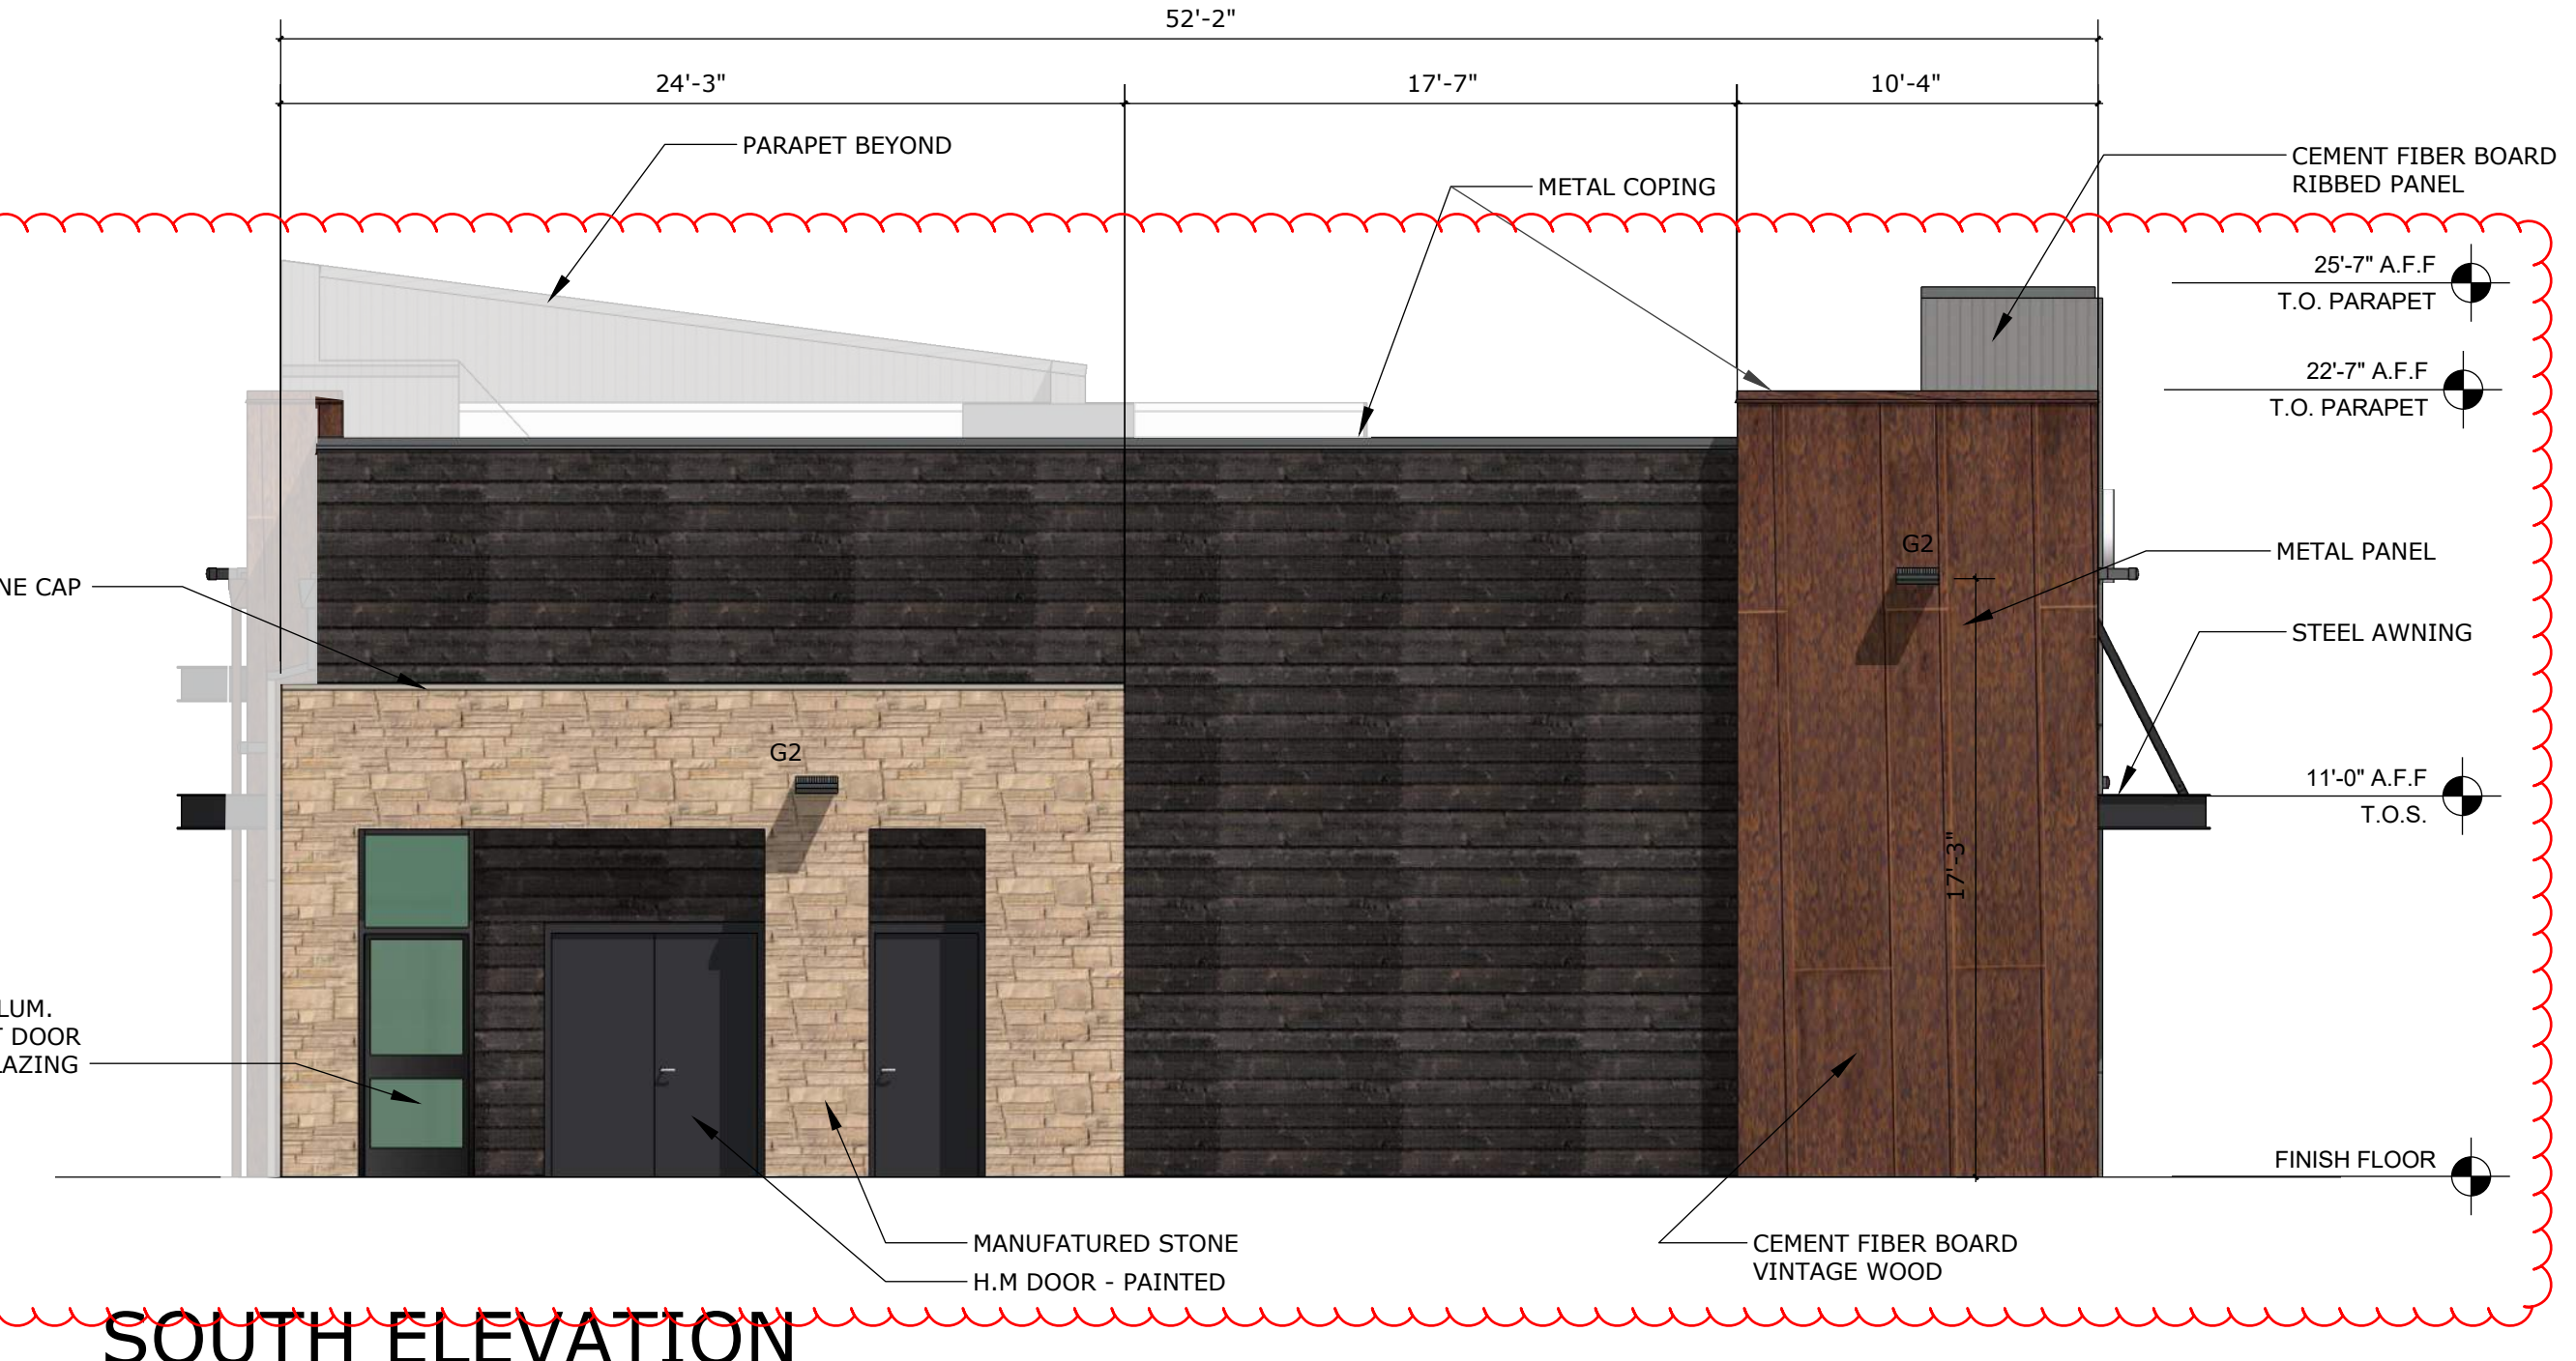 52'-2"
24'-3"
17'-7"
10'-4"
PARAPET BEYOND
METAL COPING
CEMENT FIBER BOARD
RIBBED PANEL
25'-7" A.F.F
T.O. PARAPET
22'-7" A.F.F
T.O. PARAPET
G2
METAL PANEL
NE CAP
STEEL AWNING
G2
11'-0" A.F.F
T.O.S.
17'-3"
LUM.
T DOOR
LAZING
FINISH FLOOR
MANUFATURED STONE
H.M DOOR - PAINTED
CEMENT FIBER BOARD
VINTAGE WOOD
SOUTH ELEVATION